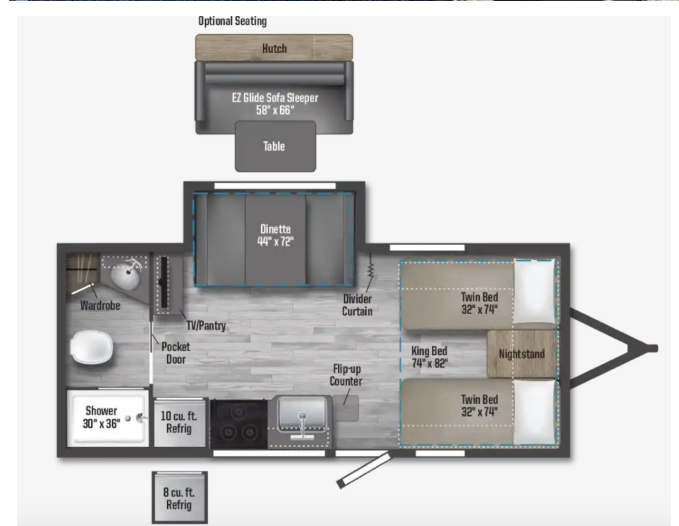 Optional Seating
Hutch
EZ Glide Sofa Sleeper
58" x 66"
Table
Dinette
44" x 72"
Wardrobe
TV/Pantry
Divider
Curtain
Twin Bed
32" x 74"
Pocket
Door
King Bed
74" x 82"
Nightstand
Flip-up
Counter
Shower
30" x 36"
10 cu. ft.
Refrig
Twin Bed
32" x 74"
8 cu. ft.
Refrig